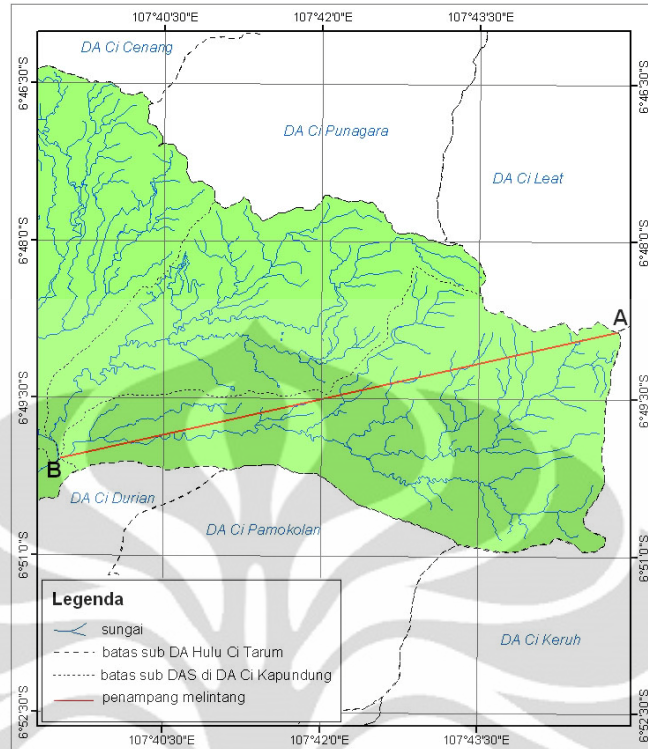 107°40'30"E 107°42'0"E 107°43'30"E
DA Ci Cenang
6°46'30"S 6°46'30"S
DA Ci Punagara
DA Ci Leat
6°48'0"S 6°48'0"S
A
6°49'30"S 6°49'30"S
B
DA Ci Durian
DA Ci Pamokolan
6°51'0"S 6°51'0"S
Legenda
sungai
batas sub DA Hulu Ci Tarum
batas sub DAS di DA Ci Kapundung
penampang melintang
DA Ci Keruh
6°52'30"S 6°52'30"S
107°40'30"E 107°42'0"E 107°43'30"E